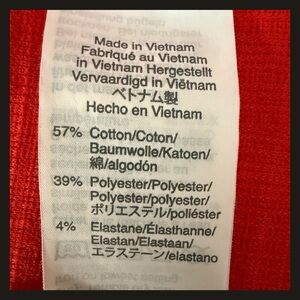 Made in Vietnam
Fabriqué au Vietnam
in Vietnam Hergestellt
Vervaardigd in Viëtnam
ベトナム製
Hecho en Vietnam
57% Cotton/Coton/
Baumwolle/Katoen/
綿/algodón
39% Polyester/Polyester/
Polyester/polyester/
ポリエステル/poliéster
4% Elastane/Élasthanne/
Elastan/Elastaan/
エラステーン/elastano